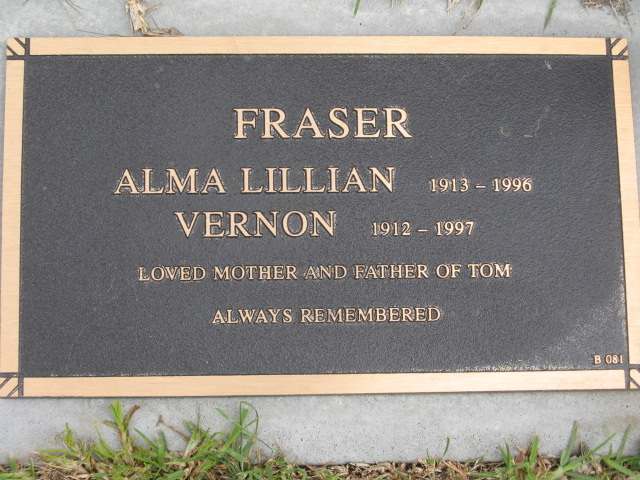 FRASER
ALMA LILLIAN 1913 – 1996
VERNON 1912 – 1997
LOVED MOTHER AND FATHER OF TOM
ALWAYS REMEMBERED
B 081